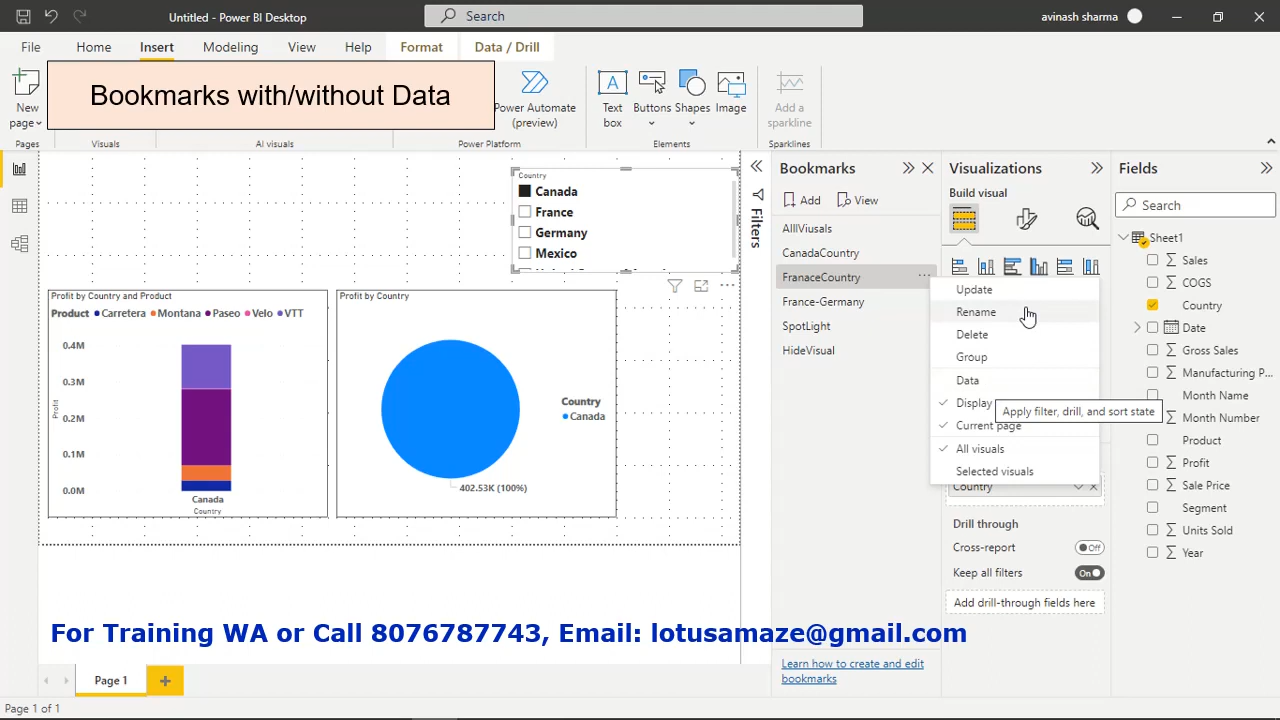 Untitled - Power BI Desktop
Search
avinash sharma
File
Home
Insert
Modeling
View
Help
Format
Data / Drill
New
page
Bookmarks with/without Data
Power Automate
(preview)
Text
box
Buttons
Shapes
Image
Add a
sparkline
Pages
Visuals
AI visuals
Power Platform
Elements
Sparklines
Country
Canada
France
Germany
Mexico
Profit by Country and Product
Product Carretera Montana Paseo Velo VTT
0.4M
0.3M
0.2M
0.1M
0.0M
Profit
Canada
Country
Profit by Country
Country
Canada
402.53K (100%)
Filters
Bookmarks
Add
View
AlllViusals
CanadaCountry
FranaceCountry
France-Germany
SpotLight
HideVisual
Learn how to create and edit
bookmarks
Update
Rename
Delete
Group
Data
Display
Apply filter, drill, and sort state
Current page
All visuals
Selected visuals
Visualizations
Build visual
Country
Drill through
Cross-report
Off
Keep all filters
On
Add drill-through fields here
Fields
Search
Sheet1
Sales
COGS
Country
Date
Gross Sales
Manufacturing P...
Month Name
Month Number
Product
Profit
Sale Price
Segment
Units Sold
Year
For Training WA or Call 8076787743, Email: lotusamaze@gmail.com
Page 1
Page 1 of 1